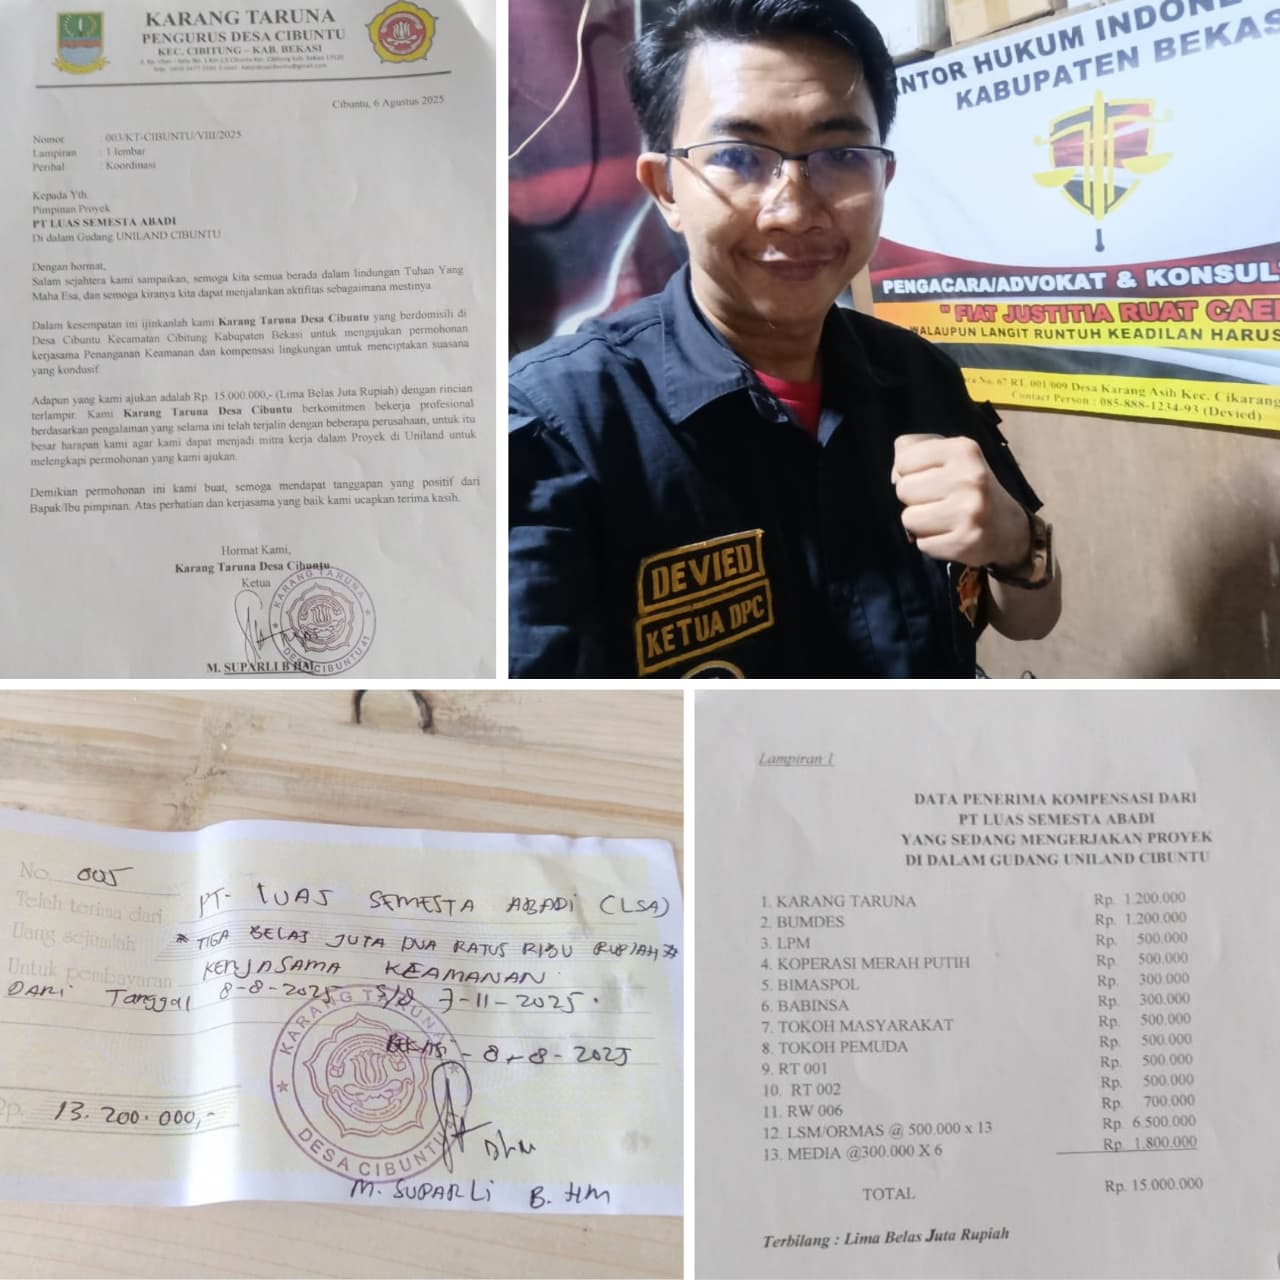 KARANG TARUNA
PENGURUS DESA CIBUNTU
KEC. CIBITUNG – KAB. BEKASI
Cibuntu, 6 Agustus 2025
Nomor : 003/KT-CIBUNTU/VIII/2025
Lampiran : 1 lembar
Perihal : Koordinasi
Kepada Yth.
Pimpinan Proyek
PT LUAS SEMESTA ABADI
Di dalam Gudang UNILAND CIBUNTU
Dengan hormat,
Salam sejahtera kami sampaikan, semoga kita semua berada dalam lindungan Tuhan Yang
Maha Esa, dan semoga kiranya kita dapat menjalankan aktifitas sebagaimana mestinya
Dalam kesempatan ini ijinkanlah kami Karang Taruna Desa Cibuntu yang berdomisili di
Desa Cibuntu Kecamatan Cibitung Kabupaten Bekasi untuk mengajukan permohonan
kerjasama Penanganan Keamanan dan kompensasi lingkungan untuk menciptakan suasana
yang kondusif
Adapun yang kami ajukan adalah Rp. 15.000.000,- (Lima Belas Juta Rupiah) dengan rincian
terlampir. Kami Karang Taruna Desa Cibuntu berkomitmen bekerja profesional
berdasarkan pengalaman yang selama ini telah terjalin dengan beberapa perusahaan, untuk itu
besar harapan kami agar kami dapat menjadi mitra kerja dalam Proyek di Uniland untuk
melengkapi permohonan yang kami ajukan.
Demikian permohonan ini kami buat, semoga mendapat tanggapan yang positif dari
Bapak/Ibu pimpinan. Atas perhatian dan kerjasama yang baik kami ucapkan terima kasih.
Hormat Kami,
Karang Taruna Desa Cibuntu
Ketua
KARANG TARUNA
DESA CIBUNTU
M. SUPARLI B HM
NTOR HUKUM INDONE
KABUPATEN BEKAS
PENGACARA/ADVOKAT & KONSUL
" FIAT JUSTITIA RUAT CAE
WALAUPUN LANGIT RUNTUH KEADILAN HARUS
No. 67 RT. 001/009 Desa Karang Asih Kec. Cikarang
Contact Person : 085-888-1234-93 (Devied)
DEVIED
KETUA DPC
No. 005
Telah terima dari PT. LUAS SEMESTA ABADI (LSA)
Uang sejumlah * TIGA BELAS JUTA DUA RATUS RIBU RUPIAH *
Untuk pembayaran KERJASAMA KEAMANAN
DARI Tanggal 8-8-2025 S/D 7-11-2025.
BEKASI - 8-8-2025
KARANG TARUNA
DESA CIBUNTU
Rp. 13.200.000,-
M. SUPARLI B. HM
Lampiran 1
DATA PENERIMA KOMPENSASI DARI
PT LUAS SEMESTA ABADI
YANG SEDANG MENGERJAKAN PROYEK
DI DALAM GUDANG UNILAND CIBUNTU
1. KARANG TARUNA Rp. 1.200.000
2. BUMDES Rp. 1.200.000
3. LPM Rp. 500.000
4. KOPERASI MERAH PUTIH Rp. 500.000
5. BIMASPOL Rp. 300.000
6. BABINSA Rp. 300.000
7. TOKOH MASYARAKAT Rp. 500.000
8. TOKOH PEMUDA Rp. 500.000
9. RT 001 Rp. 500.000
10. RT 002 Rp. 500.000
11. RW 006 Rp. 700.000
12. LSM/ORMAS @ 500.000 x 13 Rp. 6.500.000
13. MEDIA @300.000 X 6 Rp. 1.800.000
TOTAL Rp. 15.000.000
Terbilang : Lima Belas Juta Rupiah